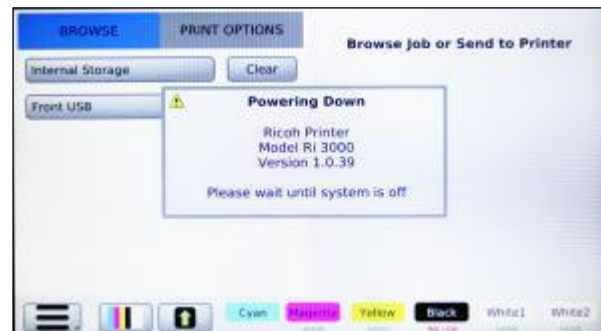 BROWSE
PRINT OPTIONS
Browse Job or Send to Printer
Internal Storage
Clear
Front USB
Powering Down
Ricoh Printer
Model Ri 3000
Version 1.0.39
Please wait until system is off
Cyan
Magenta
Yellow
Black
White1
White2